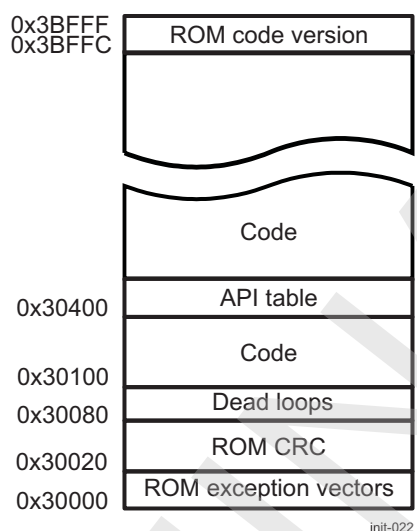 0x3BFFF
0x3BFFC
ROM code version
Code
API table
0x30400
Code
0x30100
Dead loops
0x30080
ROM CRC
0x30020
ROM exception vectors
0x30000
init-022